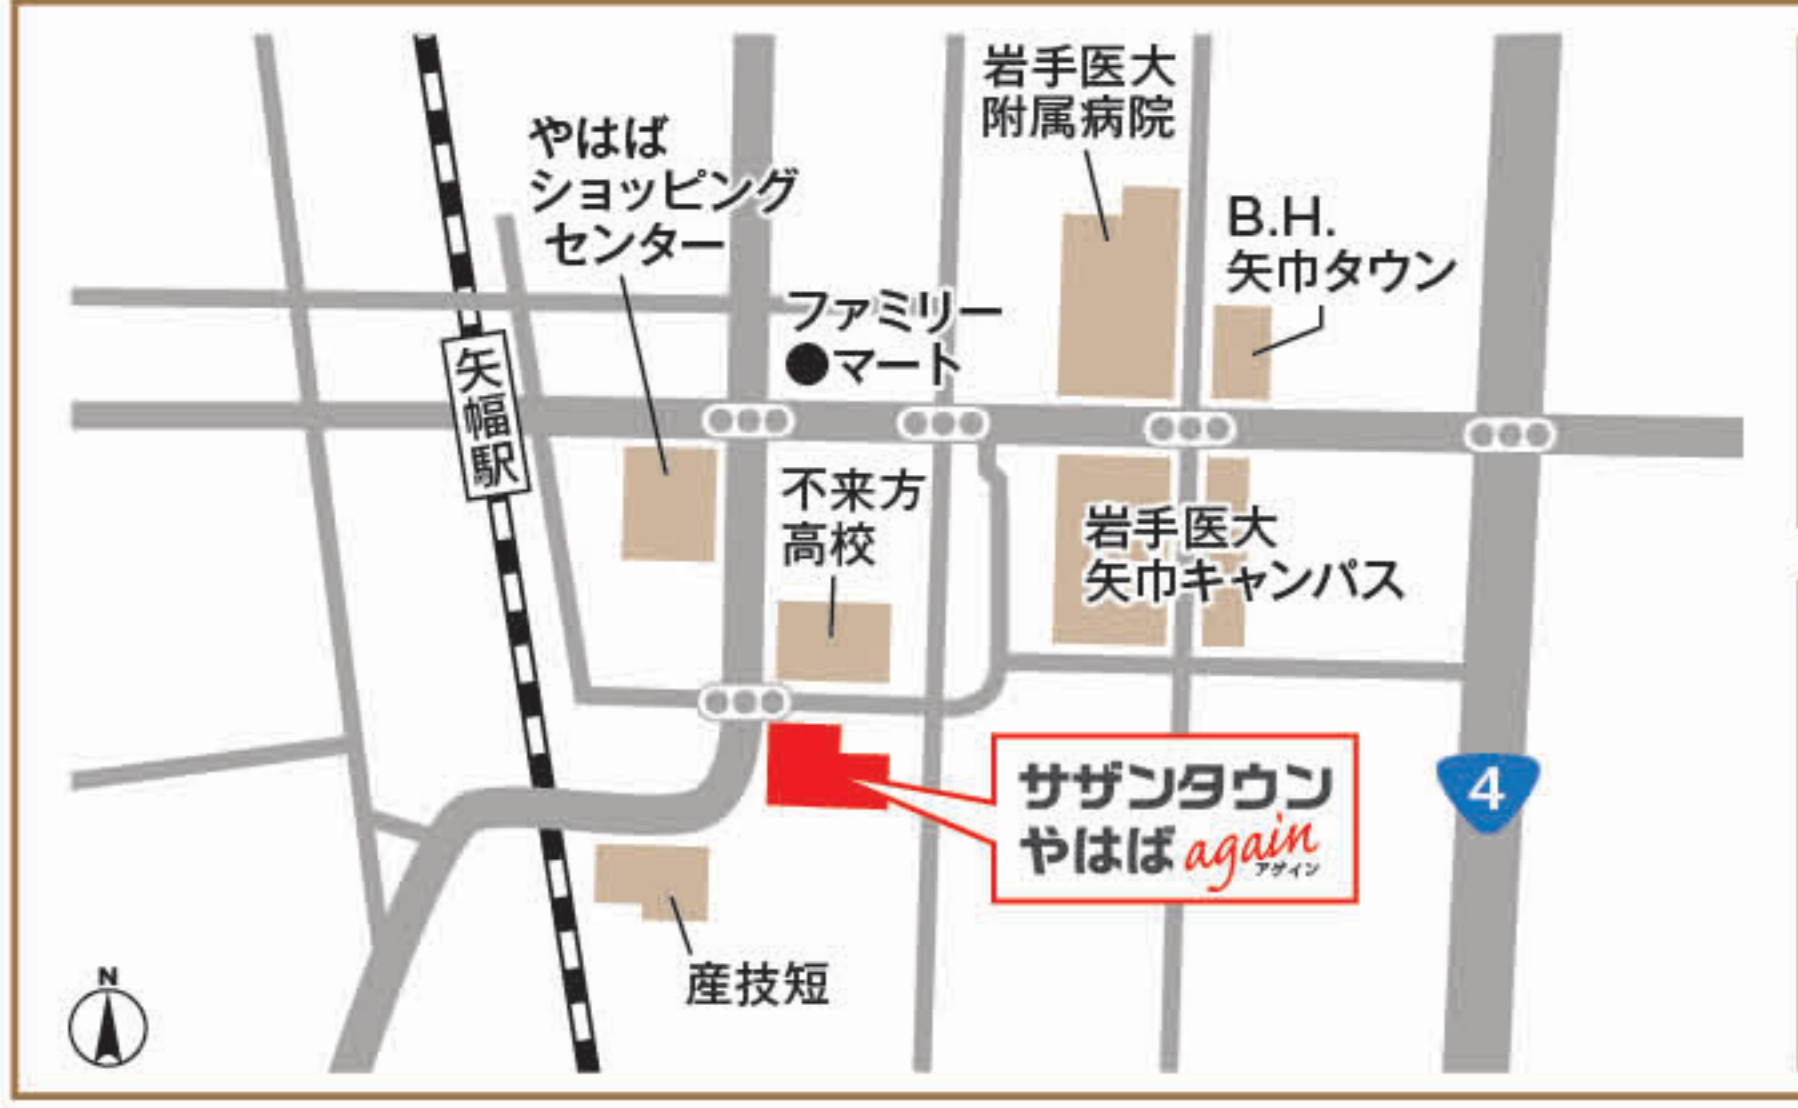 岩手医大
附属病院
やはば
ショッピング
センター
B.H.
矢巾タウン
ファミリー
マート
矢幅駅
不来方
高校
岩手医大
矢巾キャンパス
サザンタウン
やはば again
アゲイン
4
産技短
N